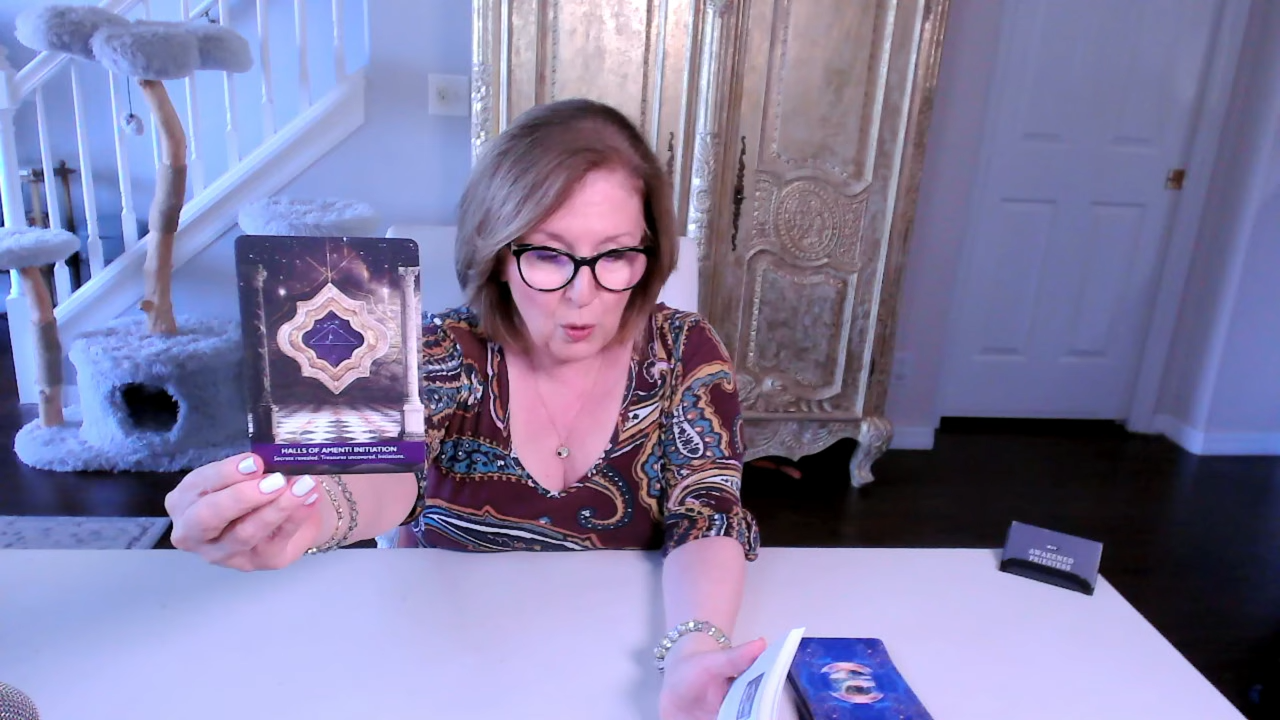 HALLS OF AMENTI INITIATION
Secrets revealed. Treasures uncovered. Initiations.
AWAKENED
PRIESTESS